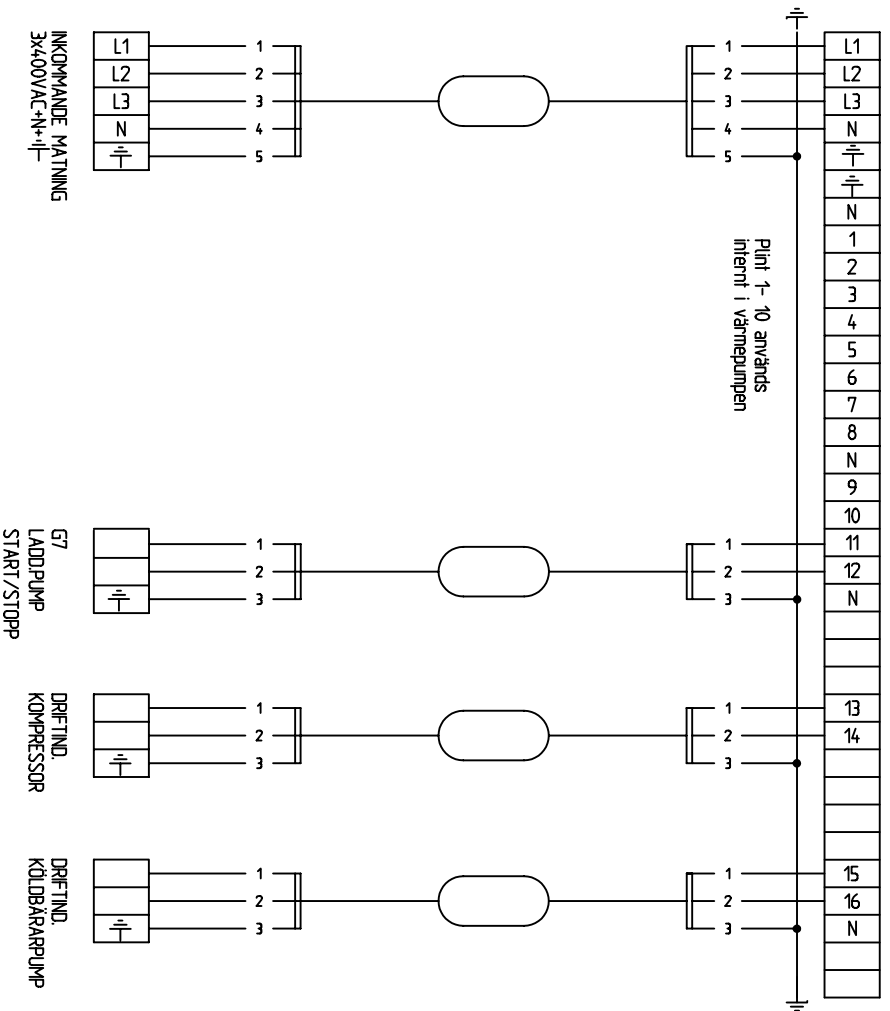 INKOMMANDE MATNING
3x400VAC+N+⏚
L1
L2
L3
N
⏚
1
2
3
4
5
1
2
3
4
5
Plint 1- 10 används
internt i värmepumpen
G7
LADD.PUMP
START/STOPP
⏚
1
2
3
1
2
3
DRIFTIND.
KOMPRESSOR
⏚
1
2
3
1
2
3
DRIFTIND.
KÖLDBÄRARPUMP
⏚
1
2
3
1
2
3
L1
L2
L3
N
⏚
⏚
N
1
2
3
4
5
6
7
8
N
9
10
11
12
N
13
14
15
16
N